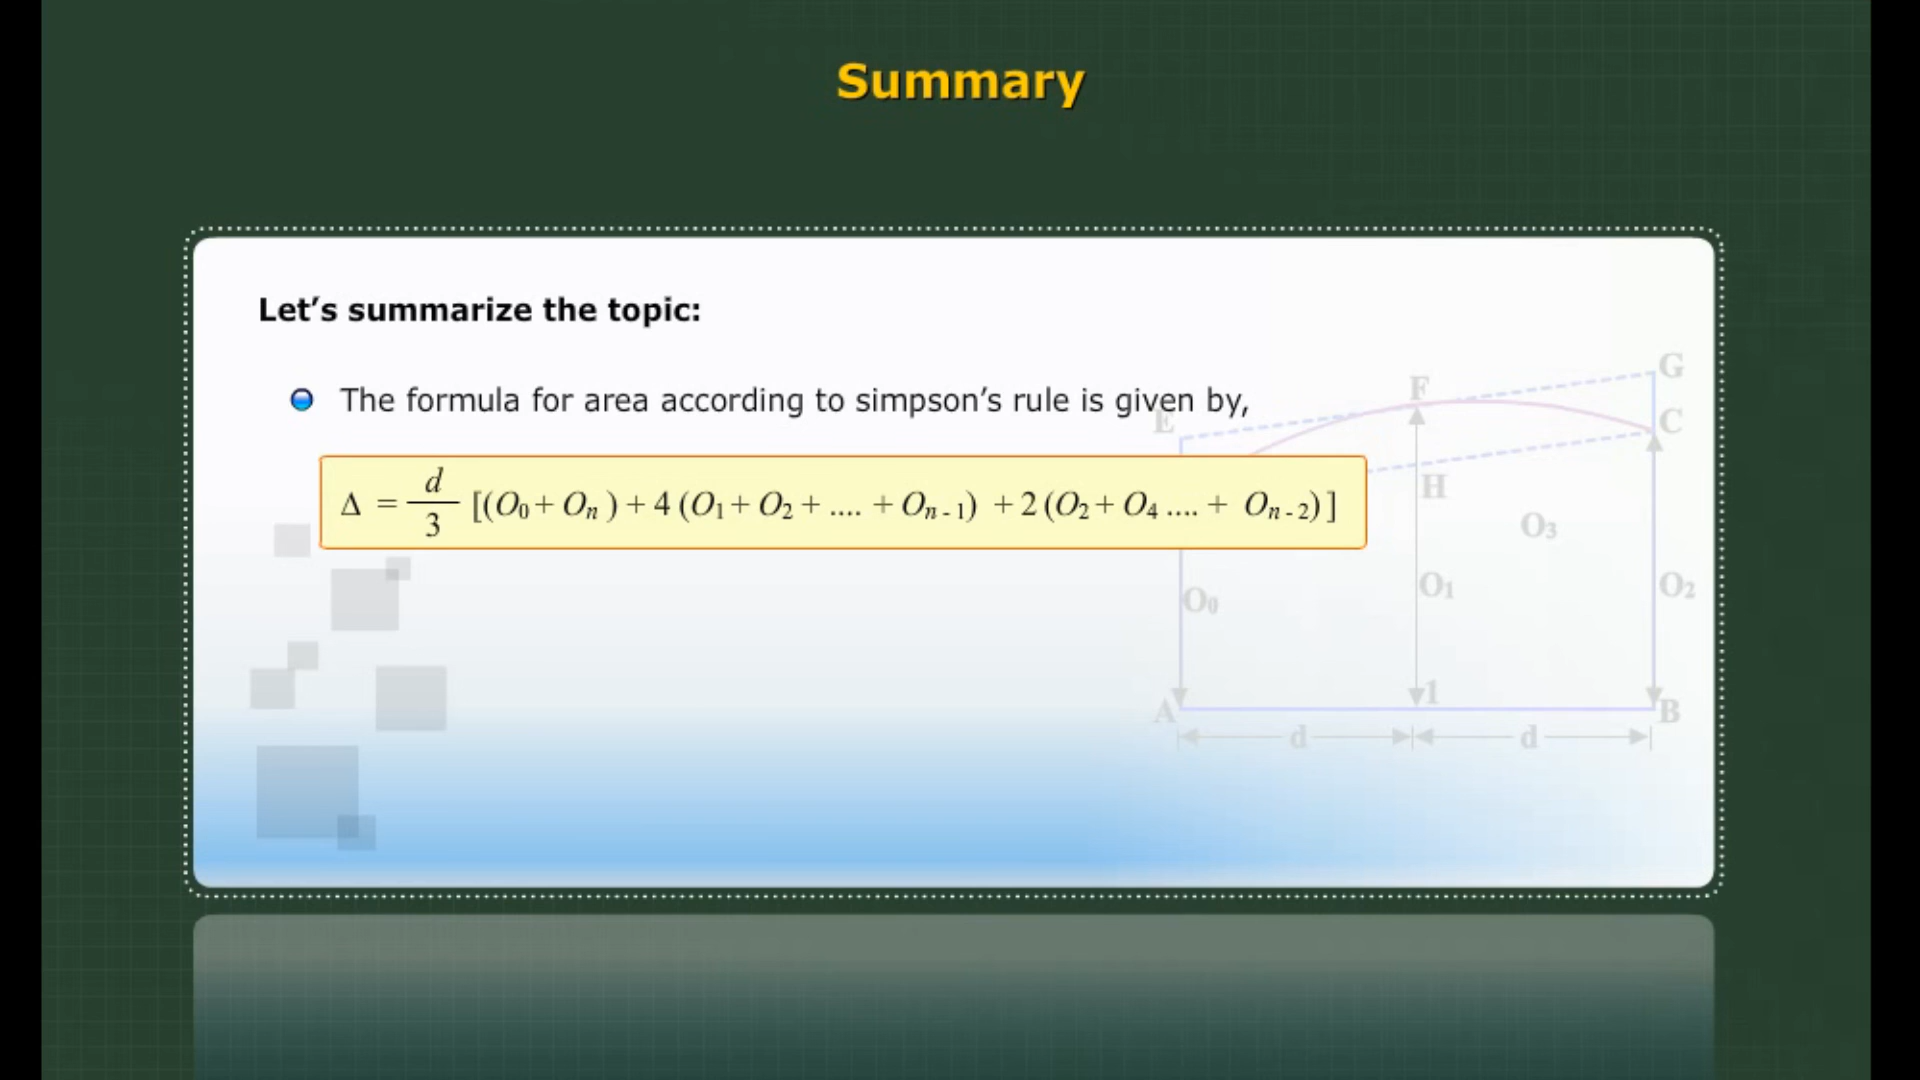 Summary
Let’s summarize the topic:
The formula for area according to simpson’s rule is given by,
Δ = d/3 [(O₀ + Oₙ) + 4 (O₁ + O₂ + .... + Oₙ₋₁) + 2 (O₂ + O₄ .... + Oₙ₋₂)]
G
F
E
C
H
O₃
O₀
O₁
O₂
1
A
B
d
d